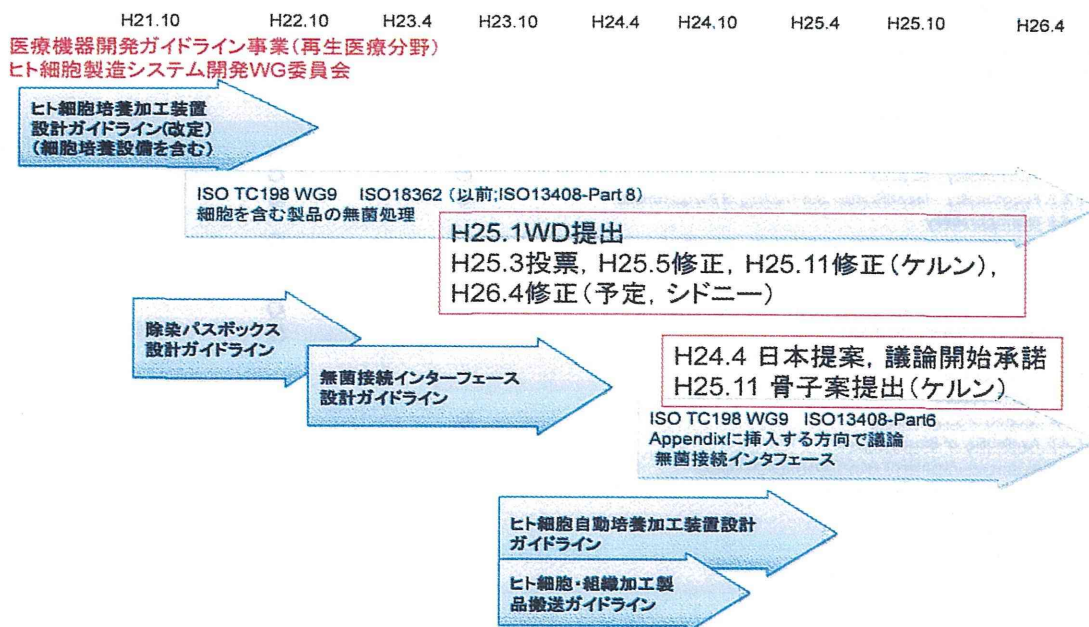 H21.10 H22.10 H23.4 H23.10 H24.4 H24.10 H25.4 H25.10 H26.4
医療機器開発ガイドライン事業(再生医療分野)
ヒト細胞製造システム開発WG委員会
ヒト細胞培養加工装置
設計ガイドライン(改定)
(細胞培養設備を含む)
ISO TC198 WG9 ISO18362 (以前;ISO13408-Part 8)
細胞を含む製品の無菌処理
H25.1WD提出
H25.3投票, H25.5修正, H25.11修正(ケルン),
H26.4修正(予定, シドニー)
除染パスボックス
設計ガイドライン
無菌接続インターフェース
設計ガイドライン
H24.4 日本提案, 議論開始承諾
H25.11 骨子案提出(ケルン)
ISO TC198 WG9 ISO13408-Part6
Appendixに挿入する方向で議論
無菌接続インタフェース
ヒト細胞自動培養加工装置設計
ガイドライン
ヒト細胞・組織加工製
品搬送ガイドライン